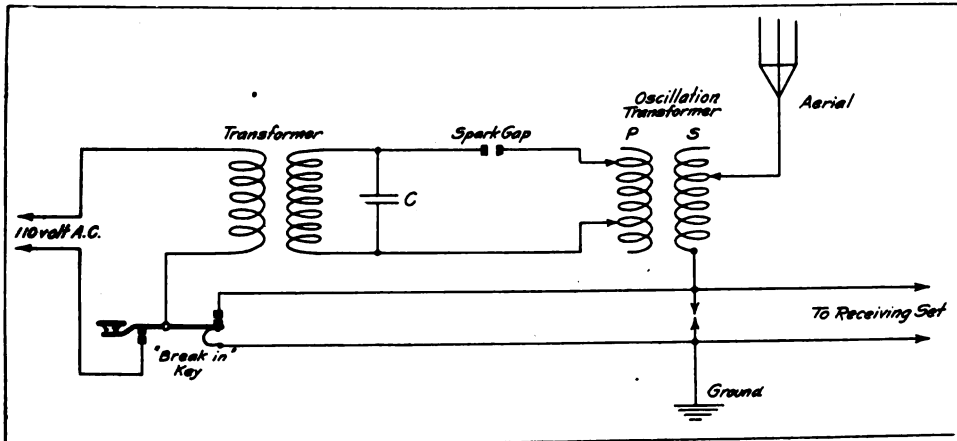 Oscillation
Transformer
P S
Aerial
Transformer
Spark Gap
C
110 volt A.C.
To Receiving Set
"Break in"
Key
Ground